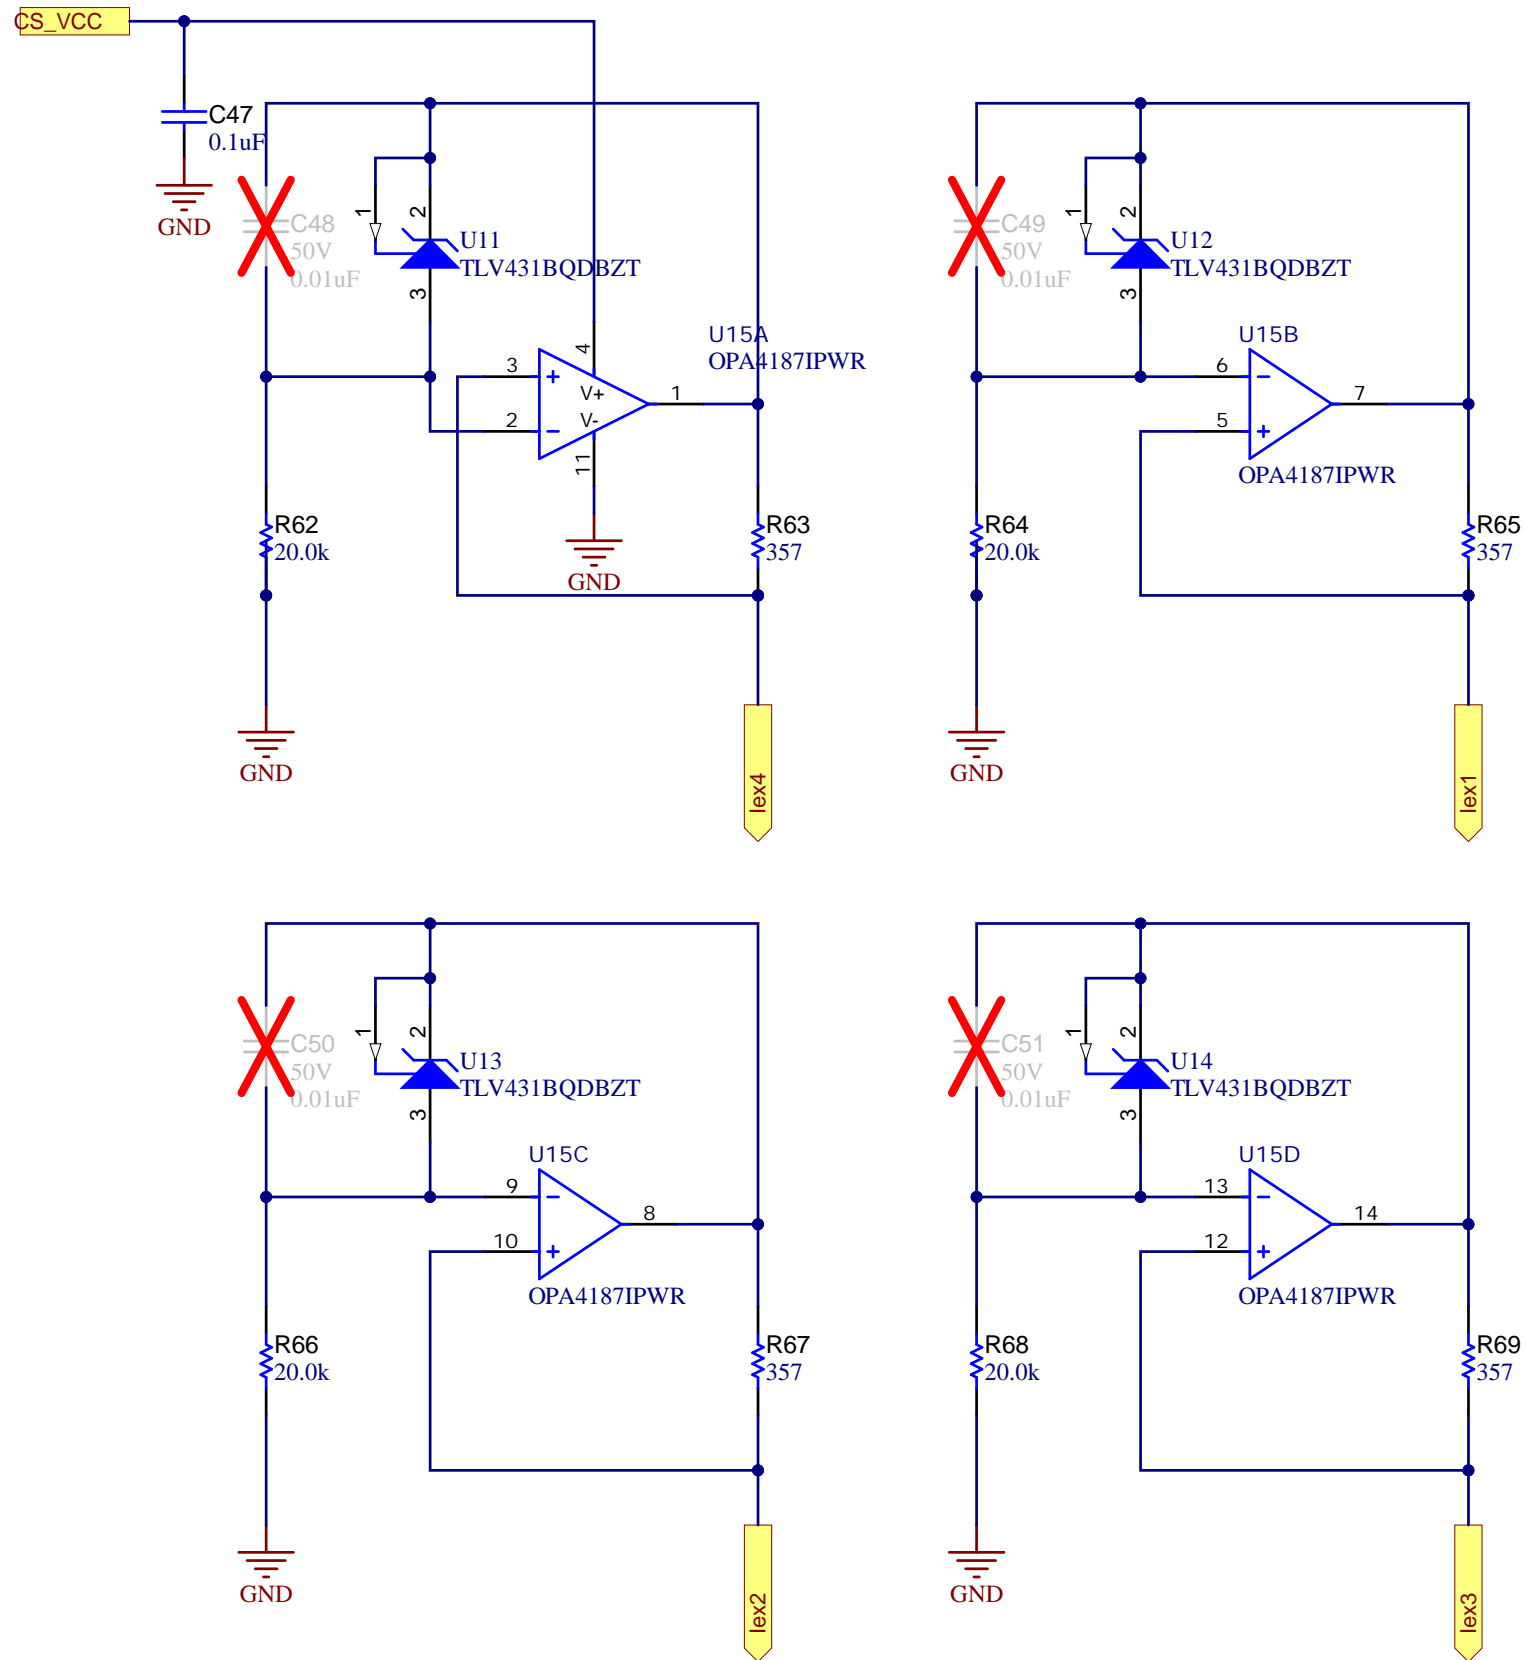 CS_VCC
C47
0.1uF
GND
C48
50V
0.01uF
1
2
3
U11
TLV431BQDBZT
3
2
4
11
V+
V-
1
U15A
OPA4187IPWR
GND
R62
20.0k
R63
357
GND
Iex4
C49
50V
0.01uF
1
2
3
U12
TLV431BQDBZT
U15B
6
5
7
OPA4187IPWR
R64
20.0k
R65
357
GND
Iex1
C50
50V
0.01uF
1
2
3
U13
TLV431BQDBZT
U15C
9
10
8
OPA4187IPWR
R66
20.0k
R67
357
GND
Iex2
C51
50V
0.01uF
1
2
3
U14
TLV431BQDBZT
U15D
13
12
14
OPA4187IPWR
R68
20.0k
R69
357
GND
Iex3